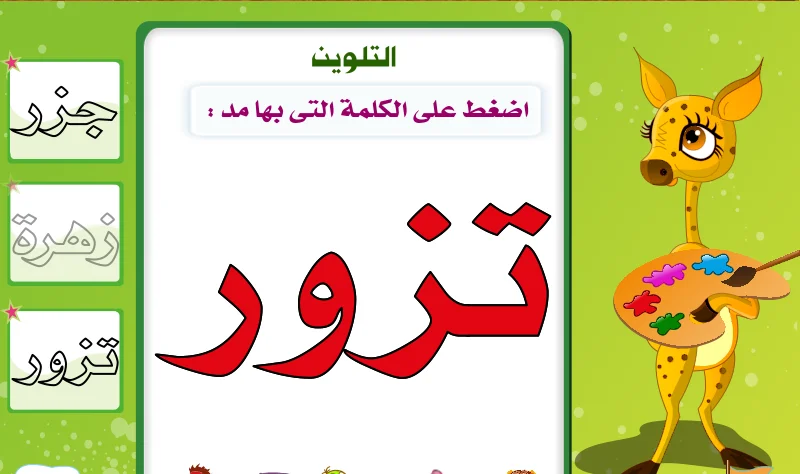 التلوين
اضغط على الكلمة التى بها مد :
تزور
جزر
زهرة
تزور